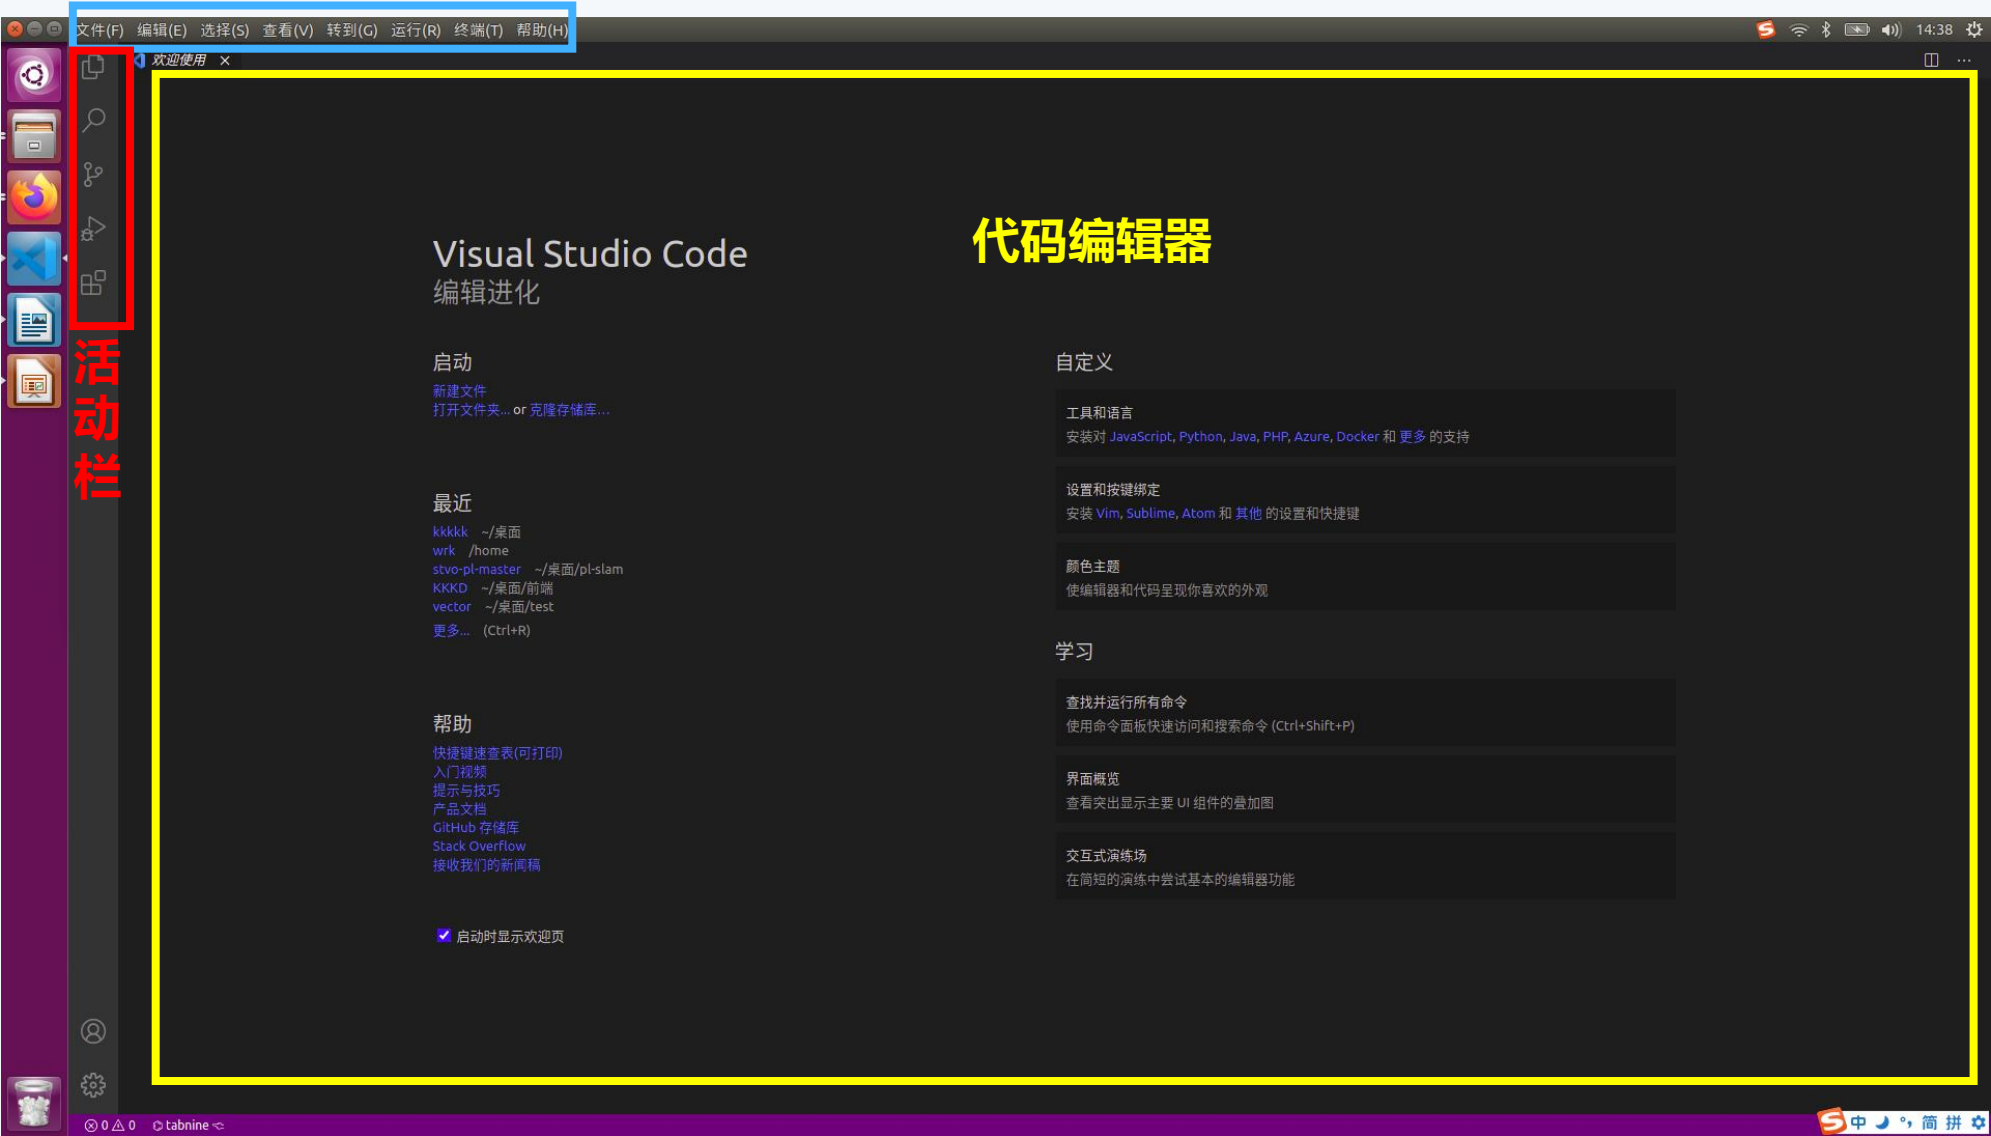 文件(F) 编辑(E) 选择(S) 查看(V) 转到(G) 运行(R) 终端(T) 帮助(H)
14:38
欢迎使用
代码编辑器
活
动
栏
Visual Studio Code
编辑进化
启动
新建文件
打开文件夹... or 克隆存储库...
最近
kkkkk ~/桌面
wrk /home
stvo-pl-master ~/桌面/pl-slam
KKKD ~/桌面/前端
vector ~/桌面/test
更多... (Ctrl+R)
帮助
快捷键速查表(可打印)
入门视频
提示与技巧
产品文档
GitHub 存储库
Stack Overflow
接收我们的新闻稿
启动时显示欢迎页
自定义
工具和语言
安装对 JavaScript, Python, Java, PHP, Azure, Docker 和 更多 的支持
设置和按键绑定
安装 Vim, Sublime, Atom 和 其他 的设置和快捷键
颜色主题
使编辑器和代码呈现你喜欢的外观
学习
查找并运行所有命令
使用命令面板快速访问和搜索命令 (Ctrl+Shift+P)
界面概览
查看突出显示主要 UI 组件的叠加图
交互式演练场
在简短的演练中尝试基本的编辑器功能
0 0 tabnine
中 简 拼